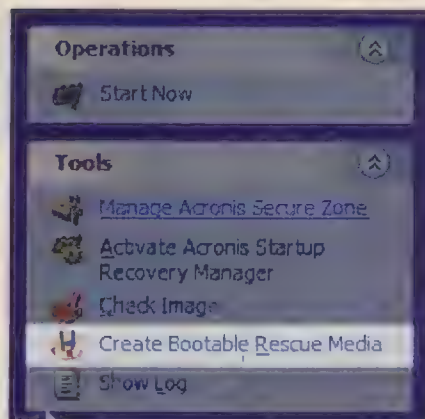 Operations
Start Now
Tools
Manage Acronis Secure Zone
Activate Acronis Startup
Recovery Manager
Check Image
Create Bootable Rescue Media
Show Log